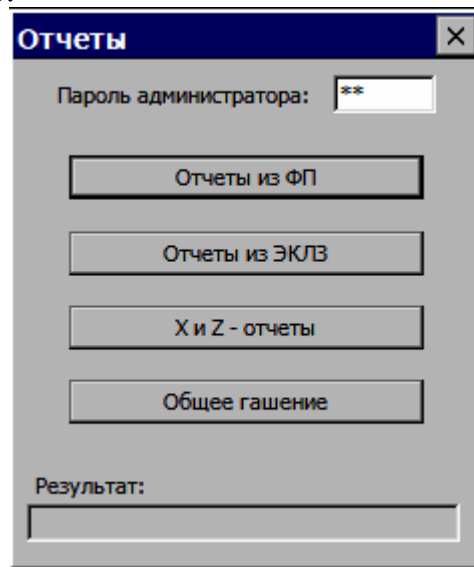 Отчеты
Пароль администратора: **
Отчеты из ФП
Отчеты из ЭКЛЗ
X и Z - отчеты
Общее гашение
Результат: